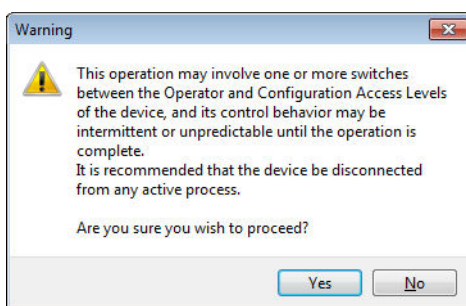 Warning
This operation may involve one or more switches
between the Operator and Configuration Access Levels
of the device, and its control behavior may be
intermittent or unpredictable until the operation is
complete.
It is recommended that the device be disconnected
from any active process.
Are you sure you wish to proceed?
Yes
No